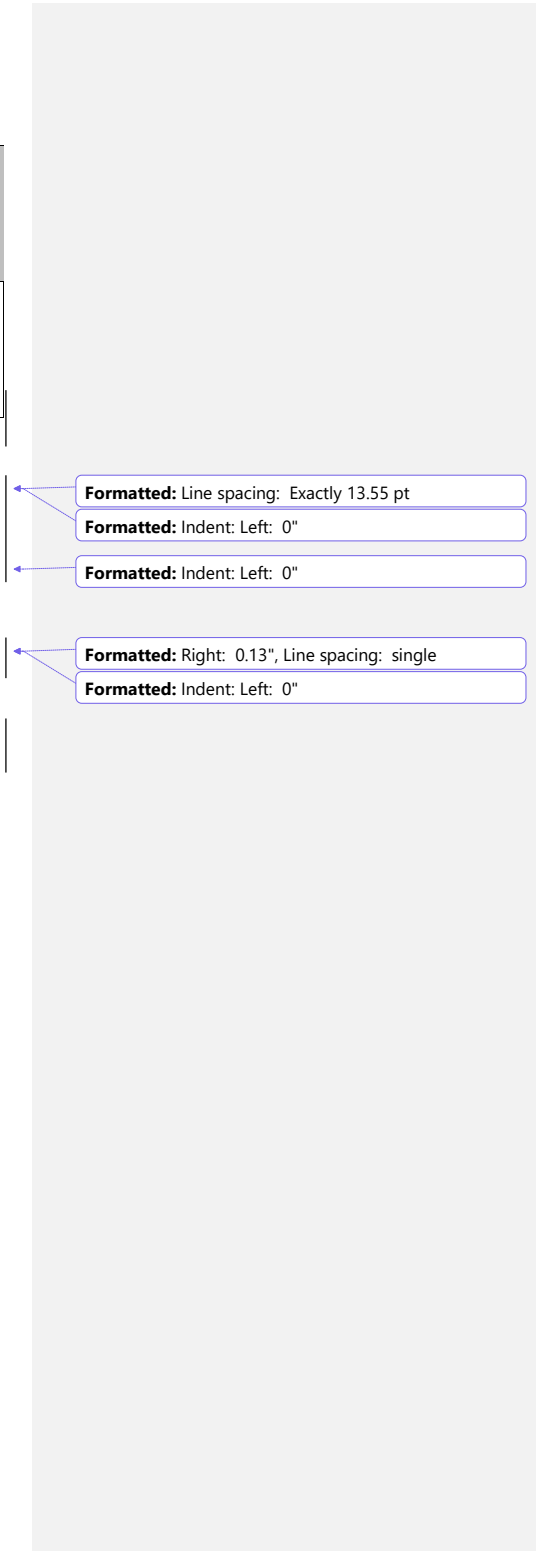 Formatted: Line spacing:  Exactly 13.55 pt
Formatted: Indent: Left:  0"
Formatted: Indent: Left:  0"
Formatted: Right:  0.13", Line spacing:  single
Formatted: Indent: Left:  0"